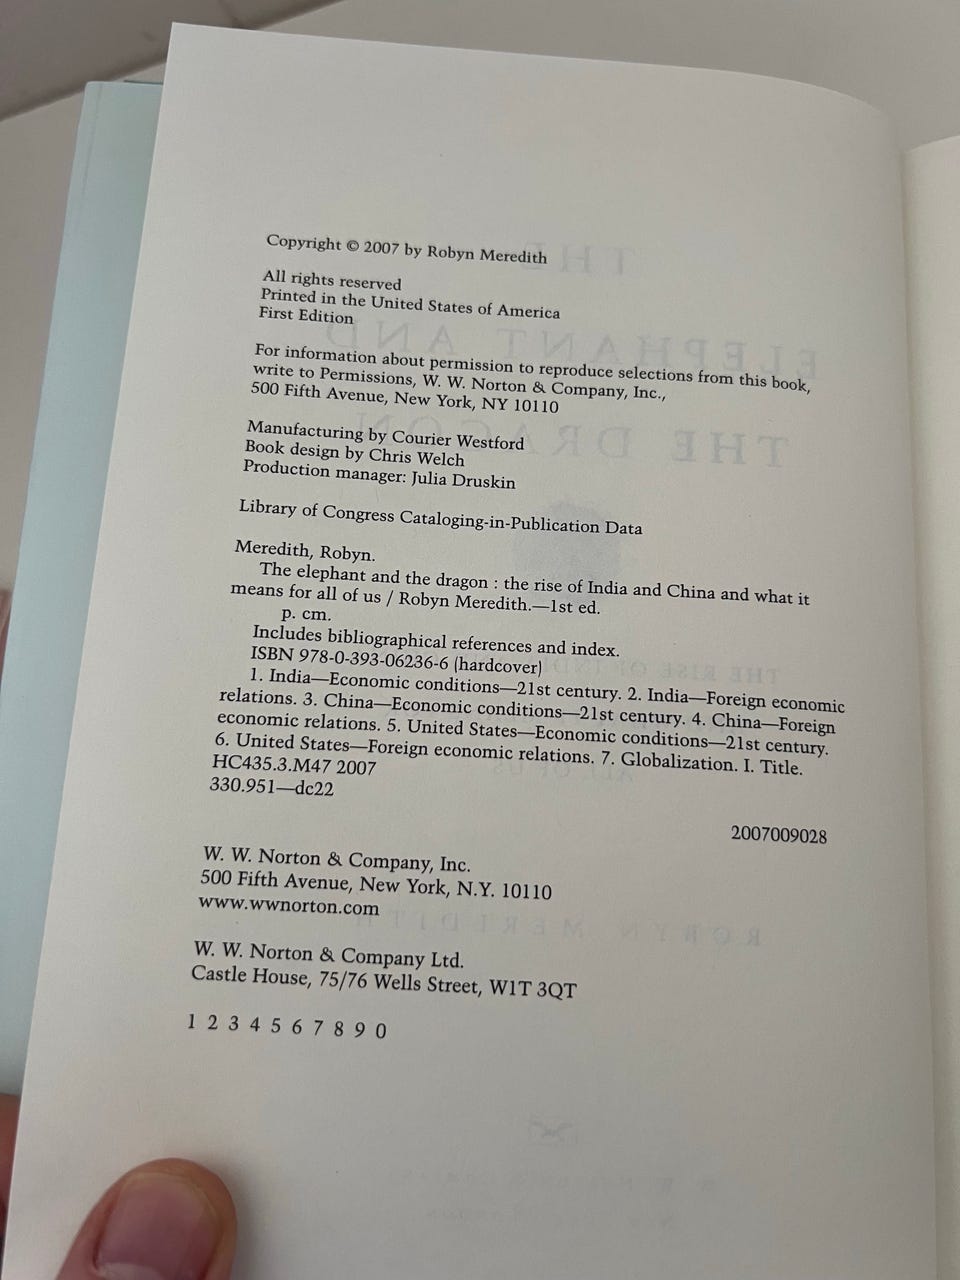 Copyright © 2007 by Robyn Meredith
All rights reserved
Printed in the United States of America
First Edition
For information about permission to reproduce selections from this book,
write to Permissions, W. W. Norton & Company, Inc.,
500 Fifth Avenue, New York, NY 10110
Manufacturing by Courier Westford
Book design by Chris Welch
Production manager: Julia Druskin
Library of Congress Cataloging-in-Publication Data
Meredith, Robyn.
The elephant and the dragon : the rise of India and China and what it
means for all of us / Robyn Meredith.—1st ed.
p. cm.
Includes bibliographical references and index.
ISBN 978-0-393-06236-6 (hardcover)
1. India—Economic conditions—21st century. 2. India—Foreign economic
relations. 3. China—Economic conditions—21st century. 4. China—Foreign
economic relations. 5. United States—Economic conditions—21st century.
6. United States—Foreign economic relations. 7. Globalization. I. Title.
HC435.3.M47 2007
330.951—dc22
2007009028
W. W. Norton & Company, Inc.
500 Fifth Avenue, New York, N.Y. 10110
www.wwnorton.com
W. W. Norton & Company Ltd.
Castle House, 75/76 Wells Street, W1T 3QT
1 2 3 4 5 6 7 8 9 0